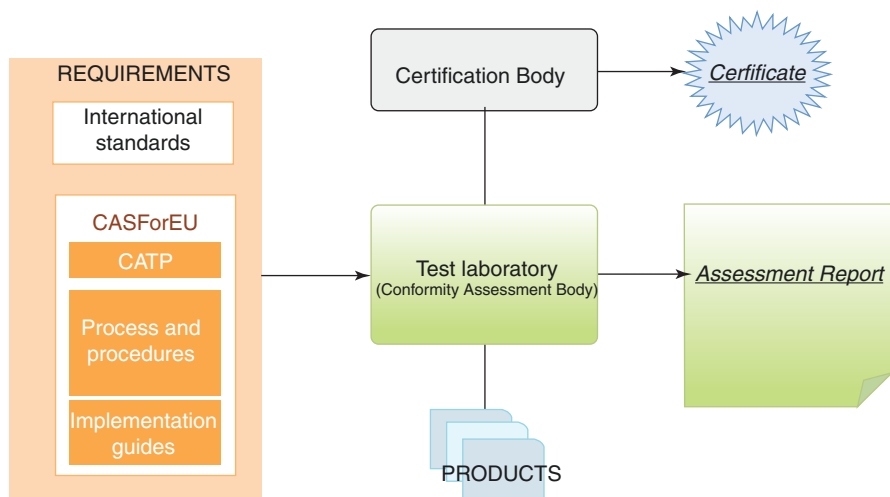 REQUIREMENTS
International
standards
CASForEU
CATP
Process and
procedures
Implementation
guides
Certification Body
Cerfificate
Test laboratory
(Conformity Assessment Body)
Assessment Report
PRODUCTS